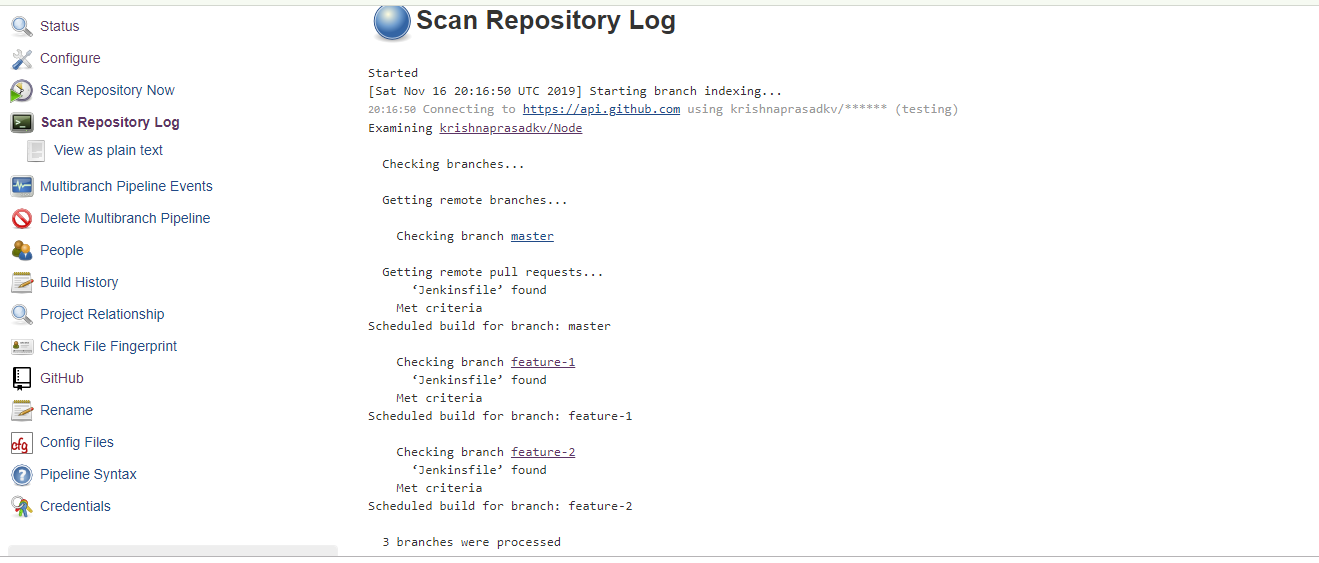 Status
Configure
Scan Repository Now
Scan Repository Log
View as plain text
Multibranch Pipeline Events
Delete Multibranch Pipeline
People
Build History
Project Relationship
Check File Fingerprint
GitHub
Rename
cfg Config Files
Pipeline Syntax
Credentials
Scan Repository Log
Started
[Sat Nov 16 20:16:50 UTC 2019] Starting branch indexing...
20:16:50 Connecting to https://api.github.com using krishnaprasadkv/****** (testing)
Examining krishnaprasadkv/Node
Checking branches...
Getting remote branches...
Checking branch master
Getting remote pull requests...
‘Jenkinsfile’ found
Met criteria
Scheduled build for branch: master
Checking branch feature-1
‘Jenkinsfile’ found
Met criteria
Scheduled build for branch: feature-1
Checking branch feature-2
‘Jenkinsfile’ found
Met criteria
Scheduled build for branch: feature-2
3 branches were processed